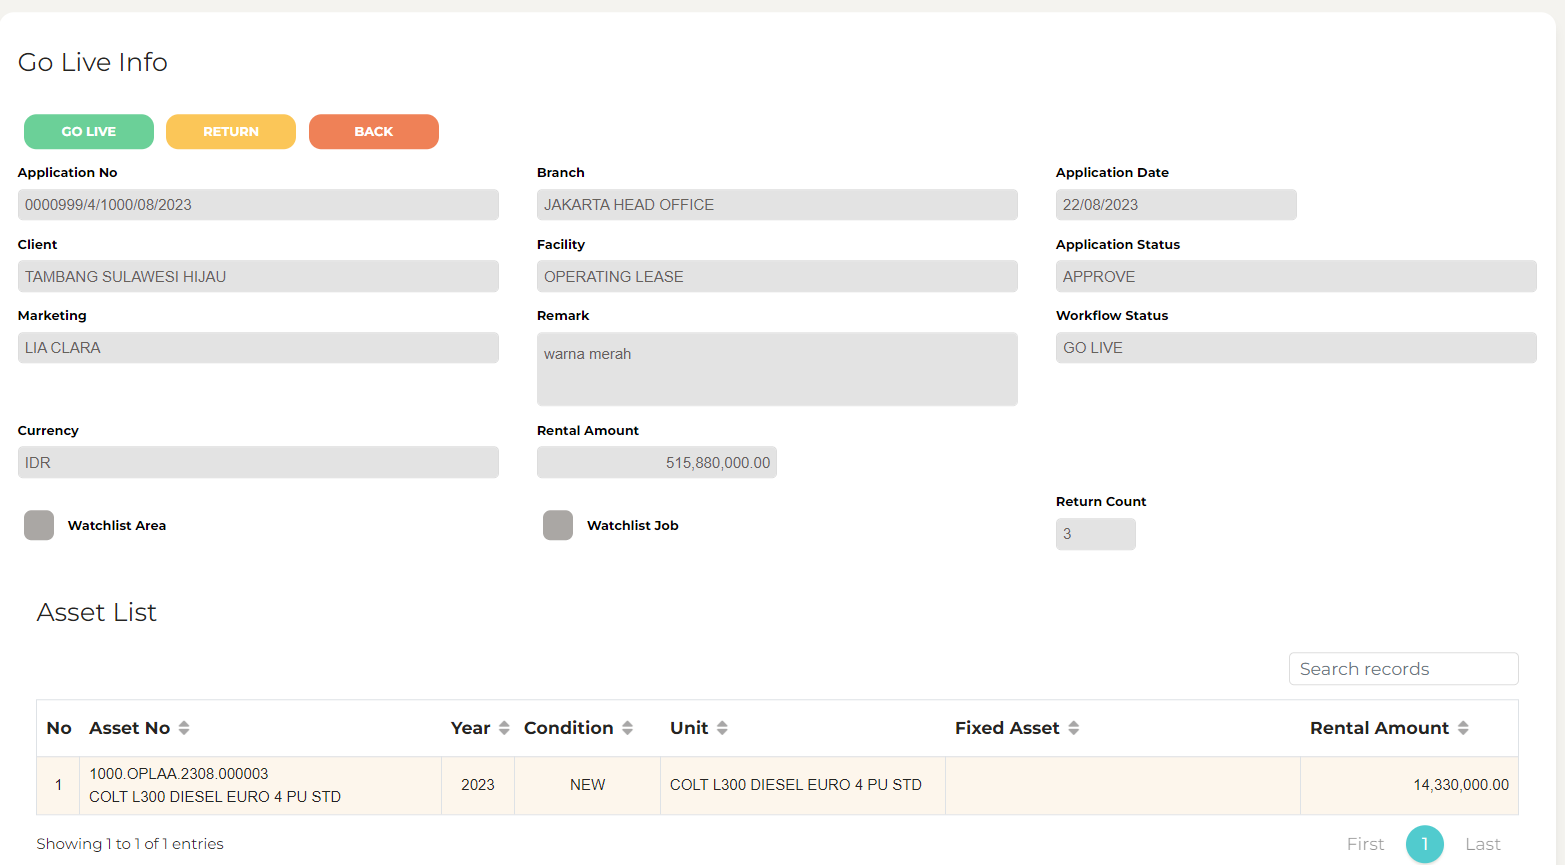 Go Live Info
GO LIVE RETURN BACK
Application No Branch Application Date
0000999/4/1000/08/2023 JAKARTA HEAD OFFICE 22/08/2023
Client Facility Application Status
TAMBANG SULAWESI HIJAU OPERATING LEASE APPROVE
Marketing Remark Workflow Status
LIA CLARA warna merah GO LIVE
Currency Rental Amount
IDR 515,880,000.00
Return Count
Watchlist Area Watchlist Job 3
Asset List
Search records
No Asset No Year Condition Unit Fixed Asset Rental Amount
1 1000.OPLAA.2308.000003 2023 NEW COLT L300 DIESEL EURO 4 PU STD 14,330,000.00
COLT L300 DIESEL EURO 4 PU STD
Showing 1 to 1 of 1 entries First 1 Last